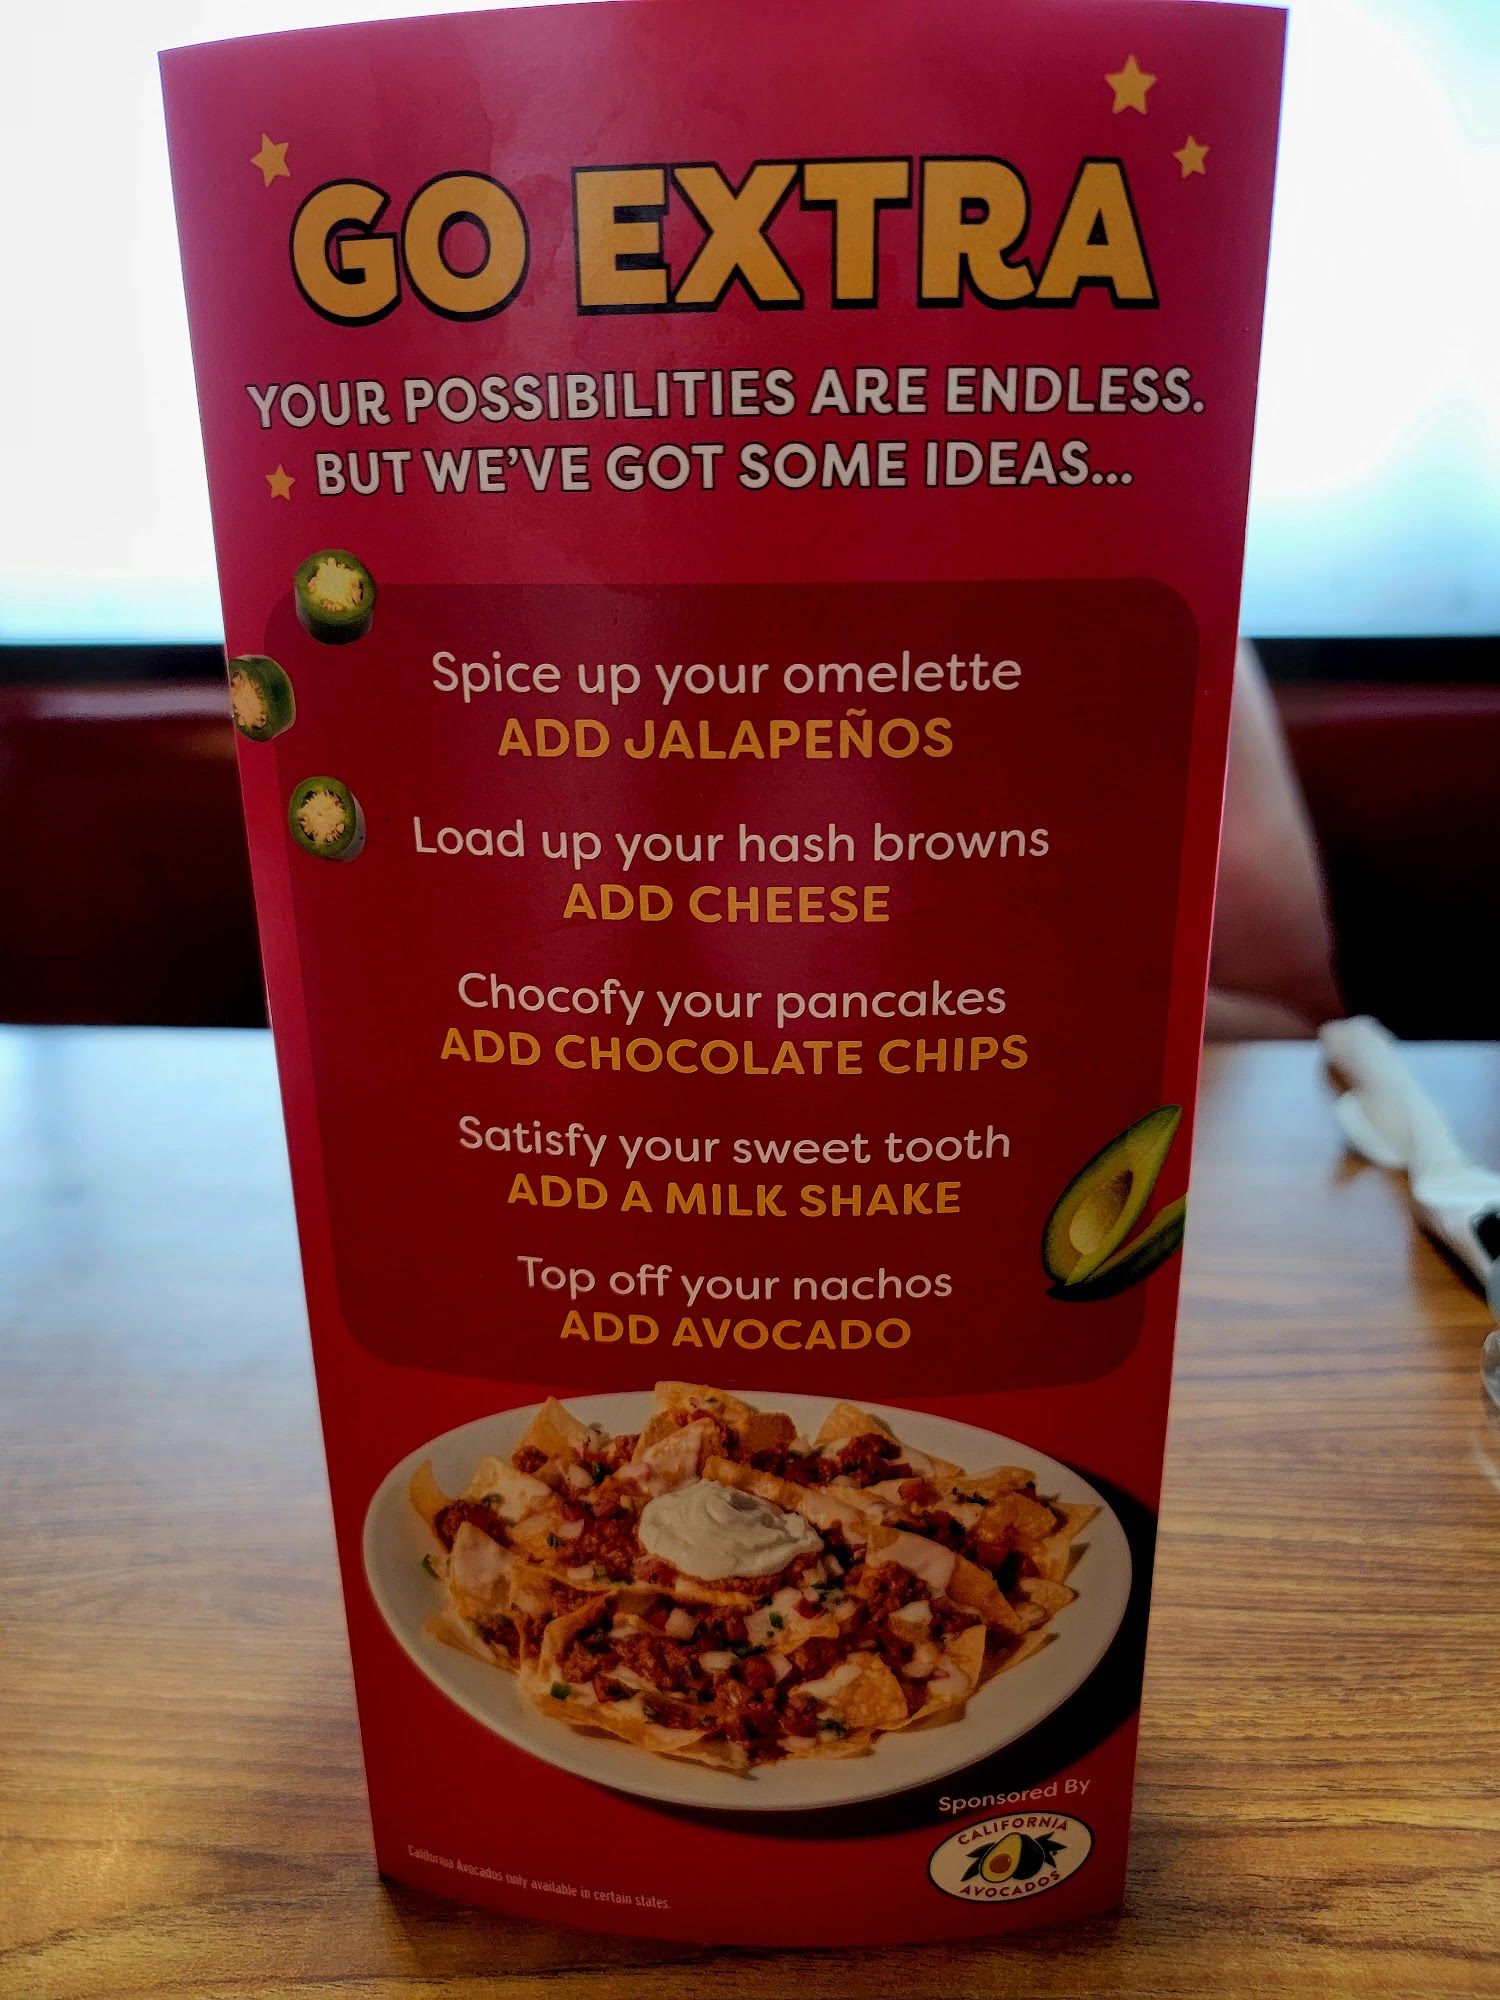 GO EXTRA
YOUR POSSIBILITIES ARE ENDLESS.
BUT WE'VE GOT SOME IDEAS...
Spice up your omelette
ADD JALAPEÑOS
Load up your hash browns
ADD CHEESE
Chocofy your pancakes
ADD CHOCOLATE CHIPS
Satisfy your sweet tooth
ADD A MILK SHAKE
Top off your nachos
ADD AVOCADO
Sponsored By
CALIFORNIA
AVOCADOS
California Avocados only available in certain states.